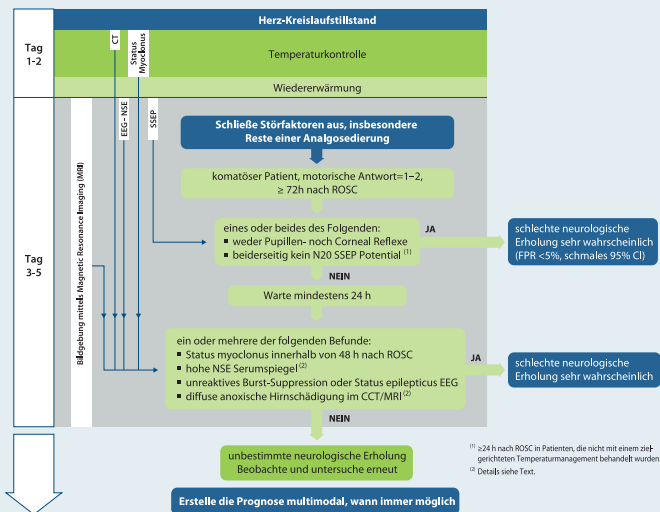 Herz-Kreislaufstillstand
Tag
1-2
CT
Status
Myoclonus
Temperaturkontrolle
Wiedererwärmung
Tag
3-5
Bildgebung mittels Magnetic Resonance Imaging (MRI)
EEG - NSE
SSEP
Schließe Störfaktoren aus, insbesondere
Reste einer Analgosedierung
komatöser Patient, motorische Antwort=1–2,
≥ 72h nach ROSC
eines oder beides des Folgenden:
▪ weder Pupillen- noch Corneal Reflexe
▪ beiderseitig kein N20 SSEP Potential (1)
JA
schlechte neurologische
Erholung sehr wahrscheinlich
(FPR <5%, schmales 95% CI)
NEIN
Warte mindestens 24 h
ein oder mehrere der folgenden Befunde:
▪ Status myoclonus innerhalb von 48 h nach ROSC
▪ hohe NSE Serumspiegel (2)
▪ unreaktives Burst-Suppression oder Status epilepticus EEG
▪ diffuse anoxische Hirnschädigung im CCT/MRI (2)
JA
schlechte neurologische
Erholung sehr wahrscheinlich
NEIN
unbestimmte neurologische Erholung
Beobachte und untersuche erneut
(1) ≥24 h nach ROSC in Patienten, die nicht mit einem ziel-
gerichteten Temperaturmanagement behandelt wurden
(2) Details siehe Text.
Erstelle die Prognose multimodal, wann immer möglich